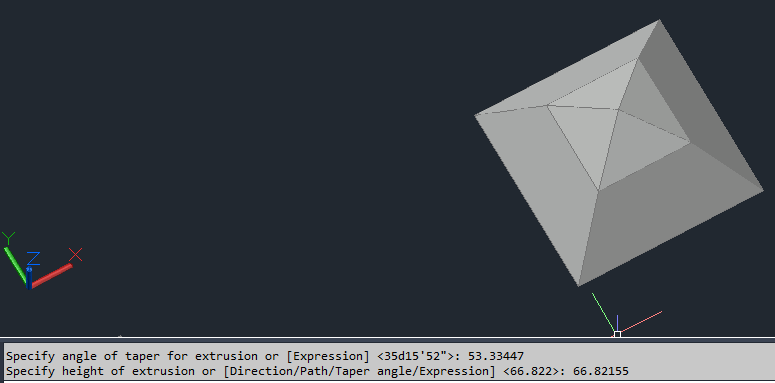 Y
Z
X
Specify angle of taper for extrusion or [Expression] <35d15'52">: 53.33447
Specify height of extrusion or [Direction/Path/Taper angle/Expression] <66.822>: 66.82155